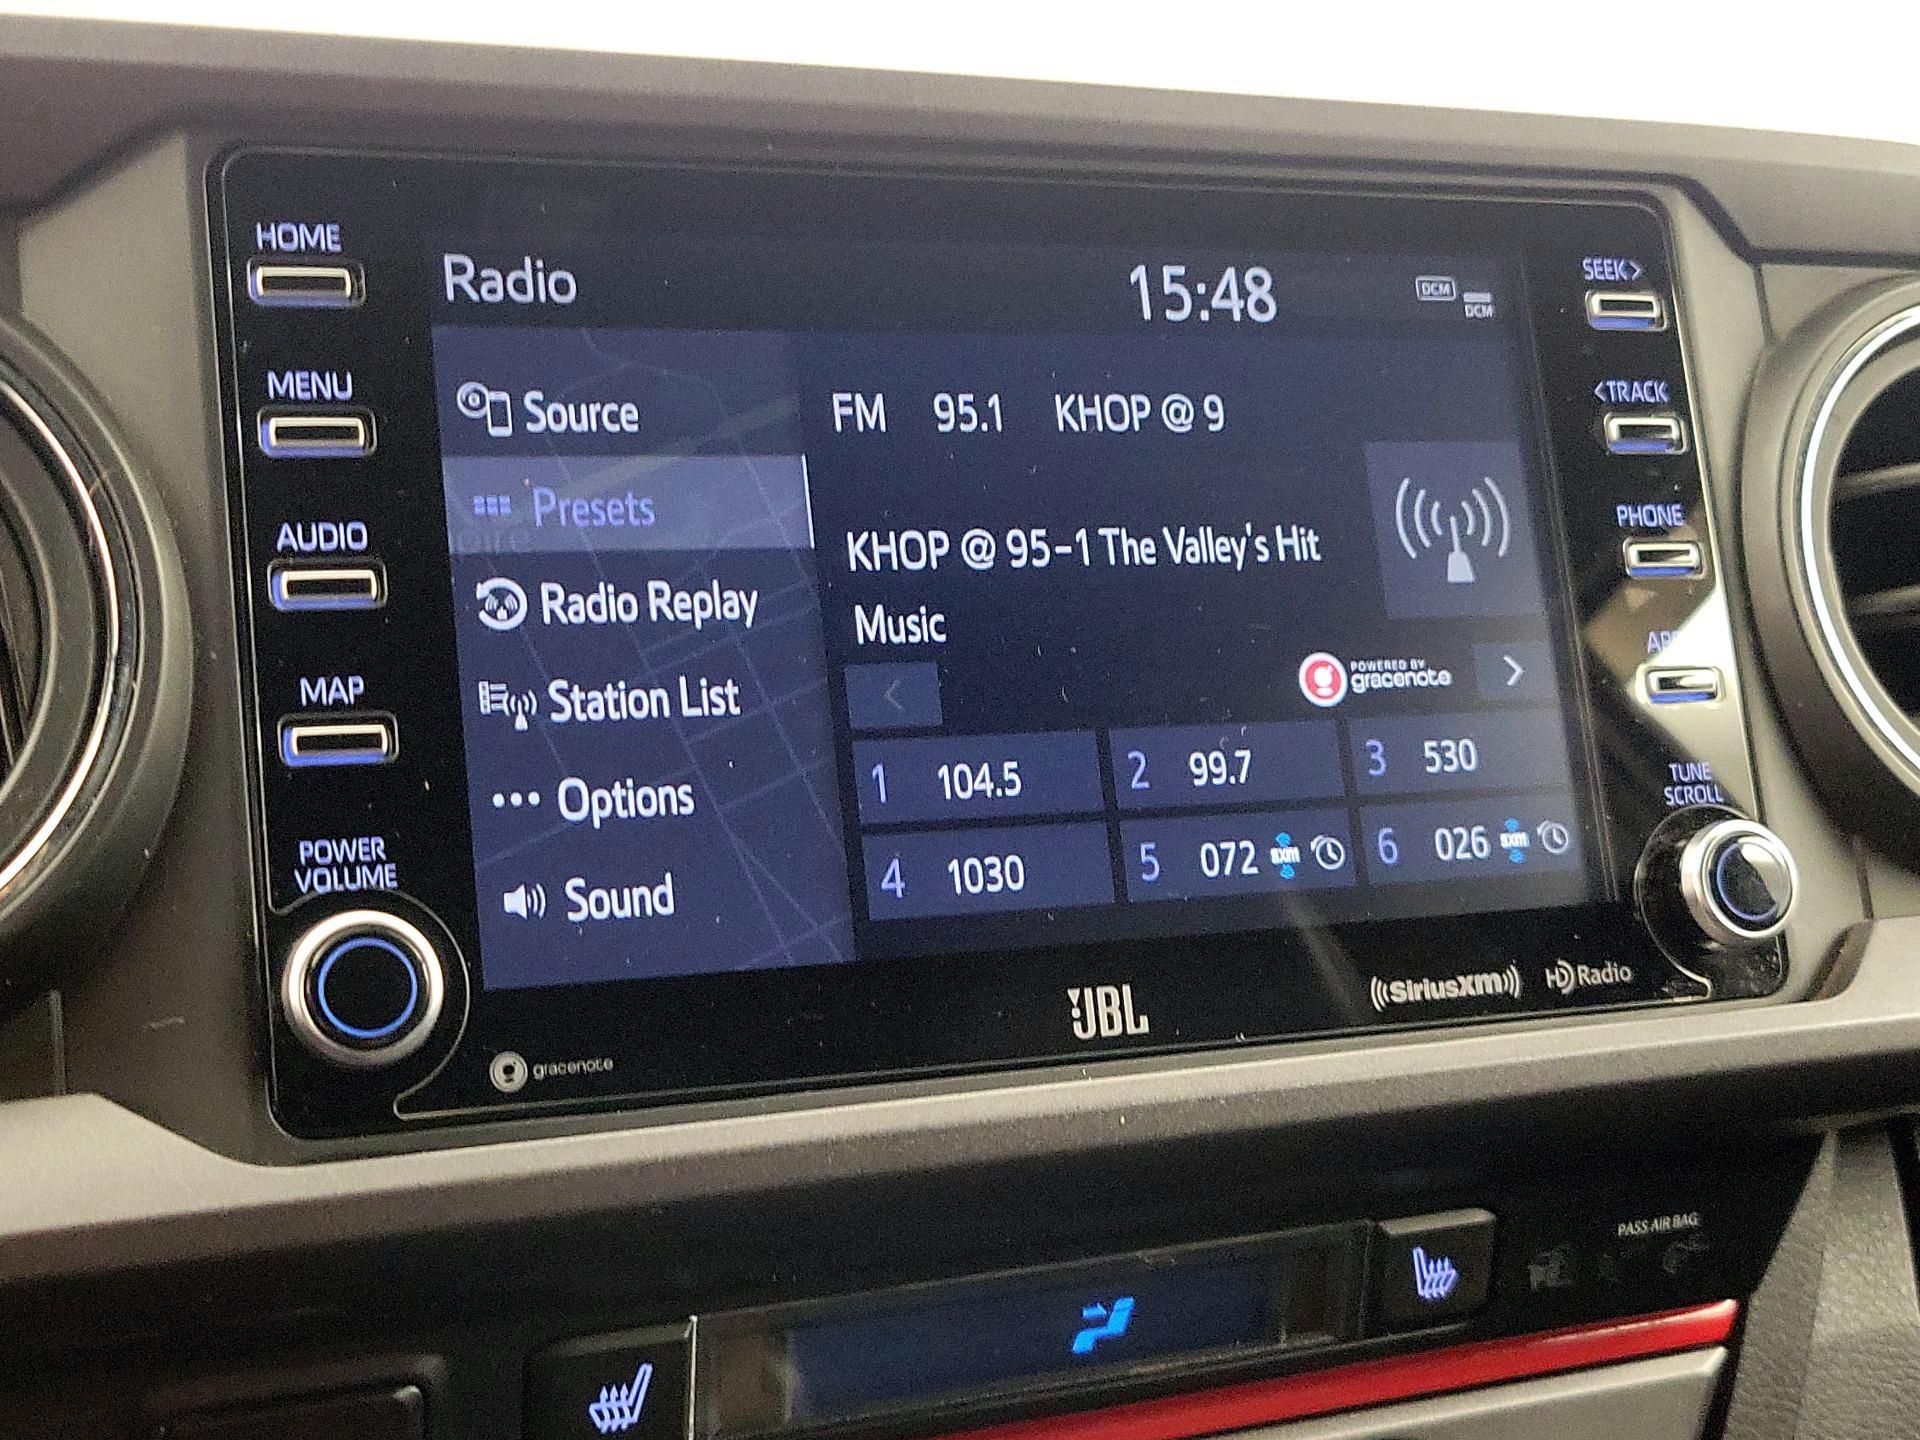 HOME
MENU
AUDIO
MAP
POWER
VOLUME
Radio
15:48
DCM
DCM
Source
Presets
Radio Replay
Station List
Options
Sound
FM 95.1 KHOP @ 9
KHOP @ 95-1 The Valley's Hit
Music
POWERED BY
gracenote
1 104.5
2 99.7
3 530
4 1030
5 072 sxm
6 026 sxm
SEEK>
<TRACK
PHONE
TUNE
SCROLL
gracenote
JBL
SiriusXM
HD Radio
PASS AIR BAG